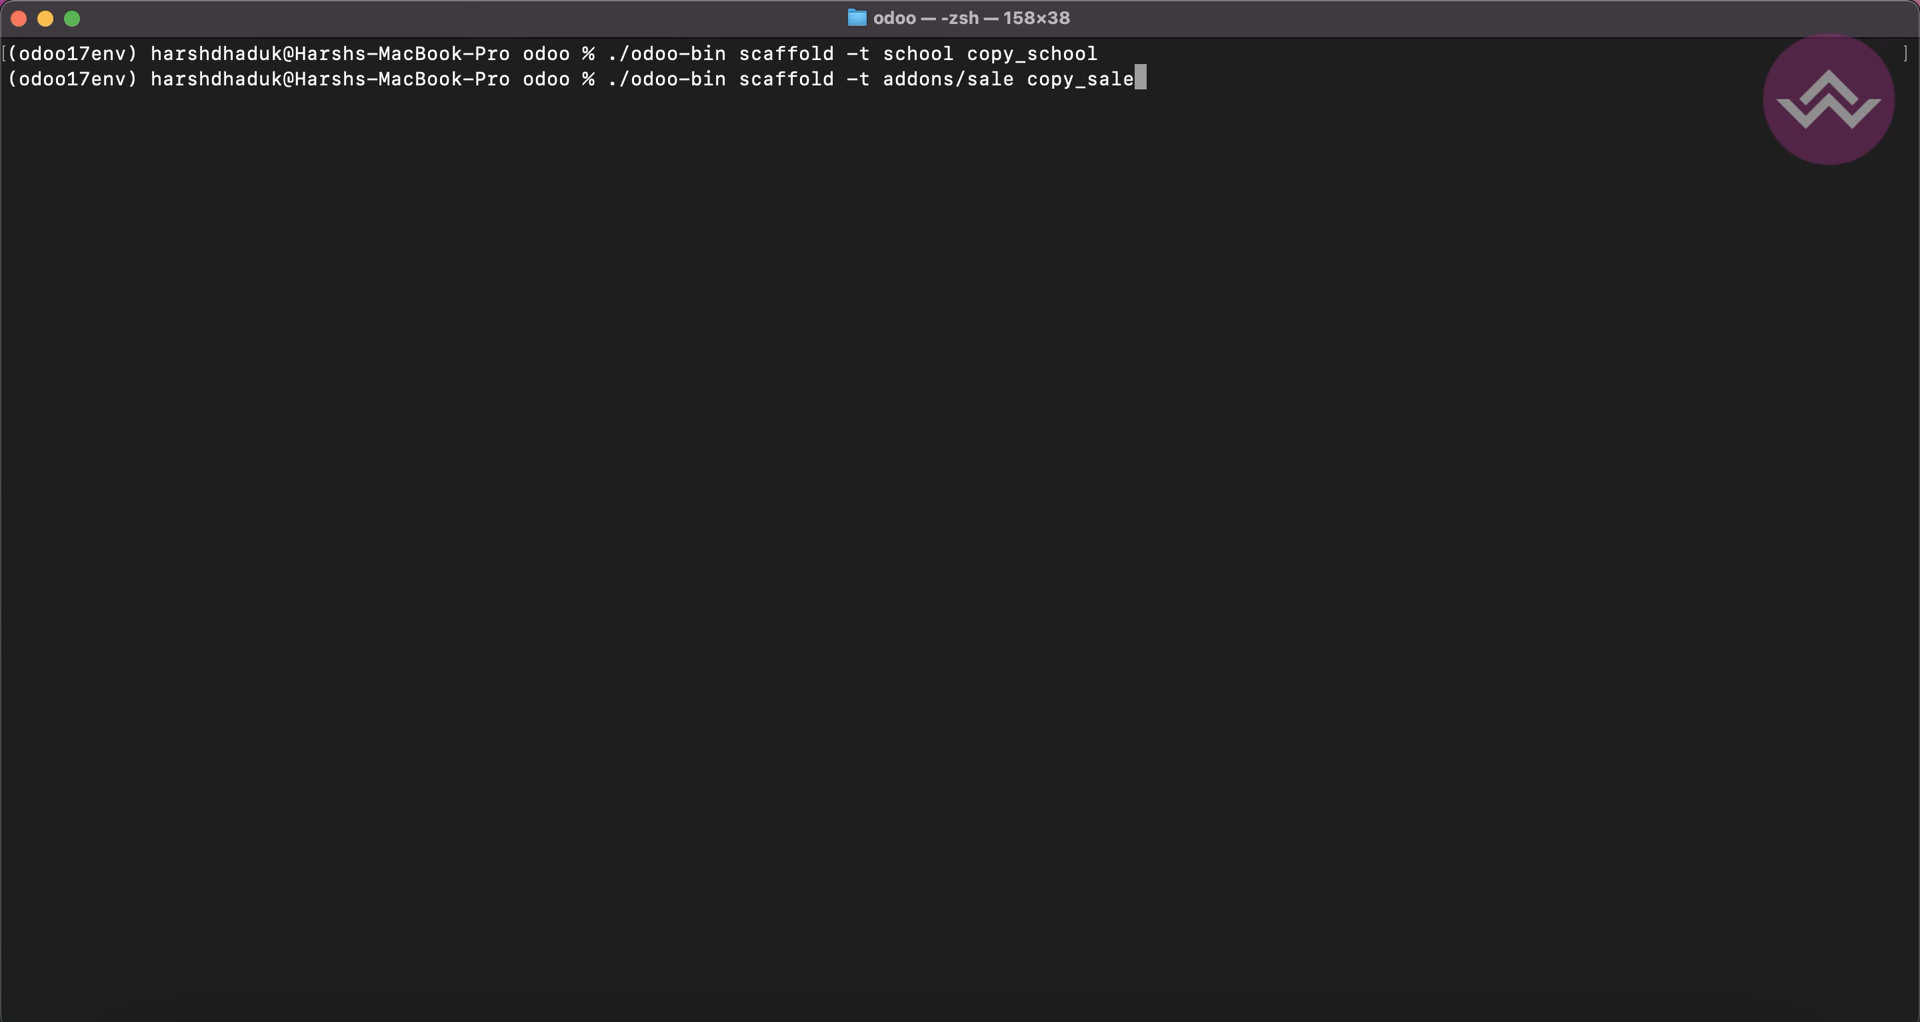 odoo — -zsh — 158×38
[(odoo17env) harshdhaduk@Harshs-MacBook-Pro odoo % ./odoo-bin scaffold -t school copy_school ]
(odoo17env) harshdhaduk@Harshs-MacBook-Pro odoo % ./odoo-bin scaffold -t addons/sale copy_sale